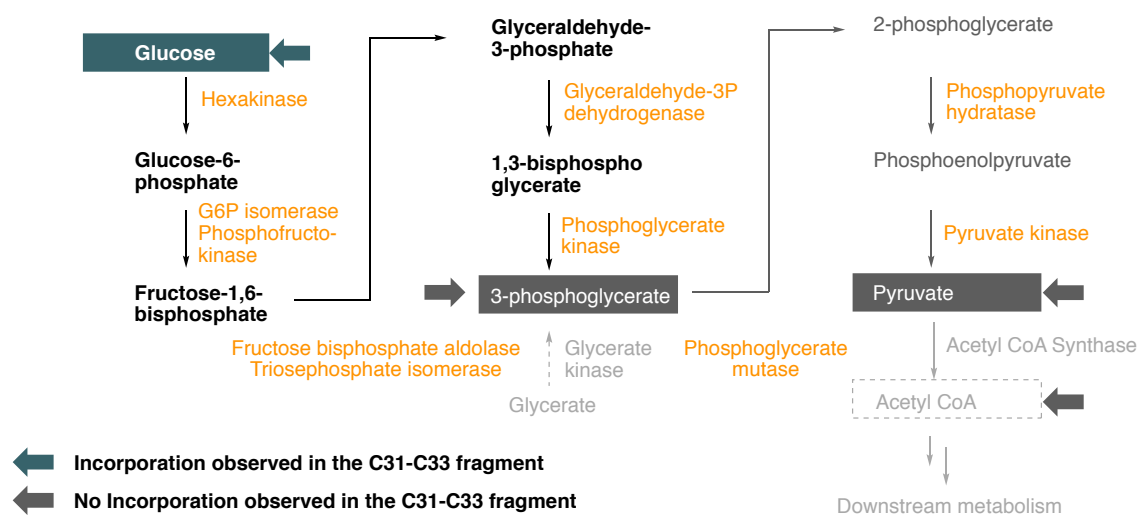 Glucose
Hexakinase
Glucose-6-
phosphate
G6P isomerase
Phosphofructo-
kinase
Fructose-1,6-
bisphosphate
Fructose bisphosphate aldolase
Triosephosphate isomerase
Glyceraldehyde-
3-phosphate
Glyceraldehyde-3P
dehydrogenase
1,3-bisphospho
glycerate
Phosphoglycerate
kinase
3-phosphoglycerate
Glycerate
kinase
Glycerate
Phosphoglycerate
mutase
2-phosphoglycerate
Phosphopyruvate
hydratase
Phosphoenolpyruvate
Pyruvate kinase
Pyruvate
Acetyl CoA Synthase
Acetyl CoA
Downstream metabolism
Incorporation observed in the C31-C33 fragment
No Incorporation observed in the C31-C33 fragment